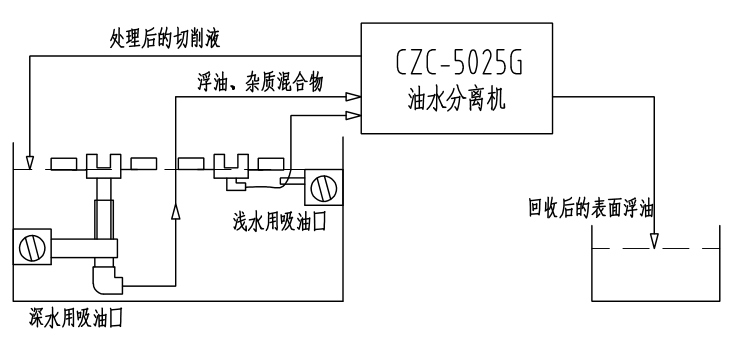 处理后的切削液
CZC-5025G
油水分离机
浮油、杂质混合物
回收后的表面浮油
浅水用吸油口
深水用吸油口